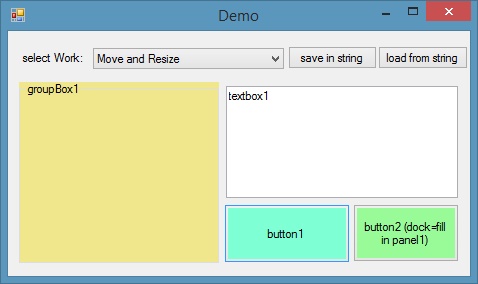 Demo
select Work: Move and Resize save in string load from string
groupBox1
textbox1
button1
button2 (dock=fill
in panel1)